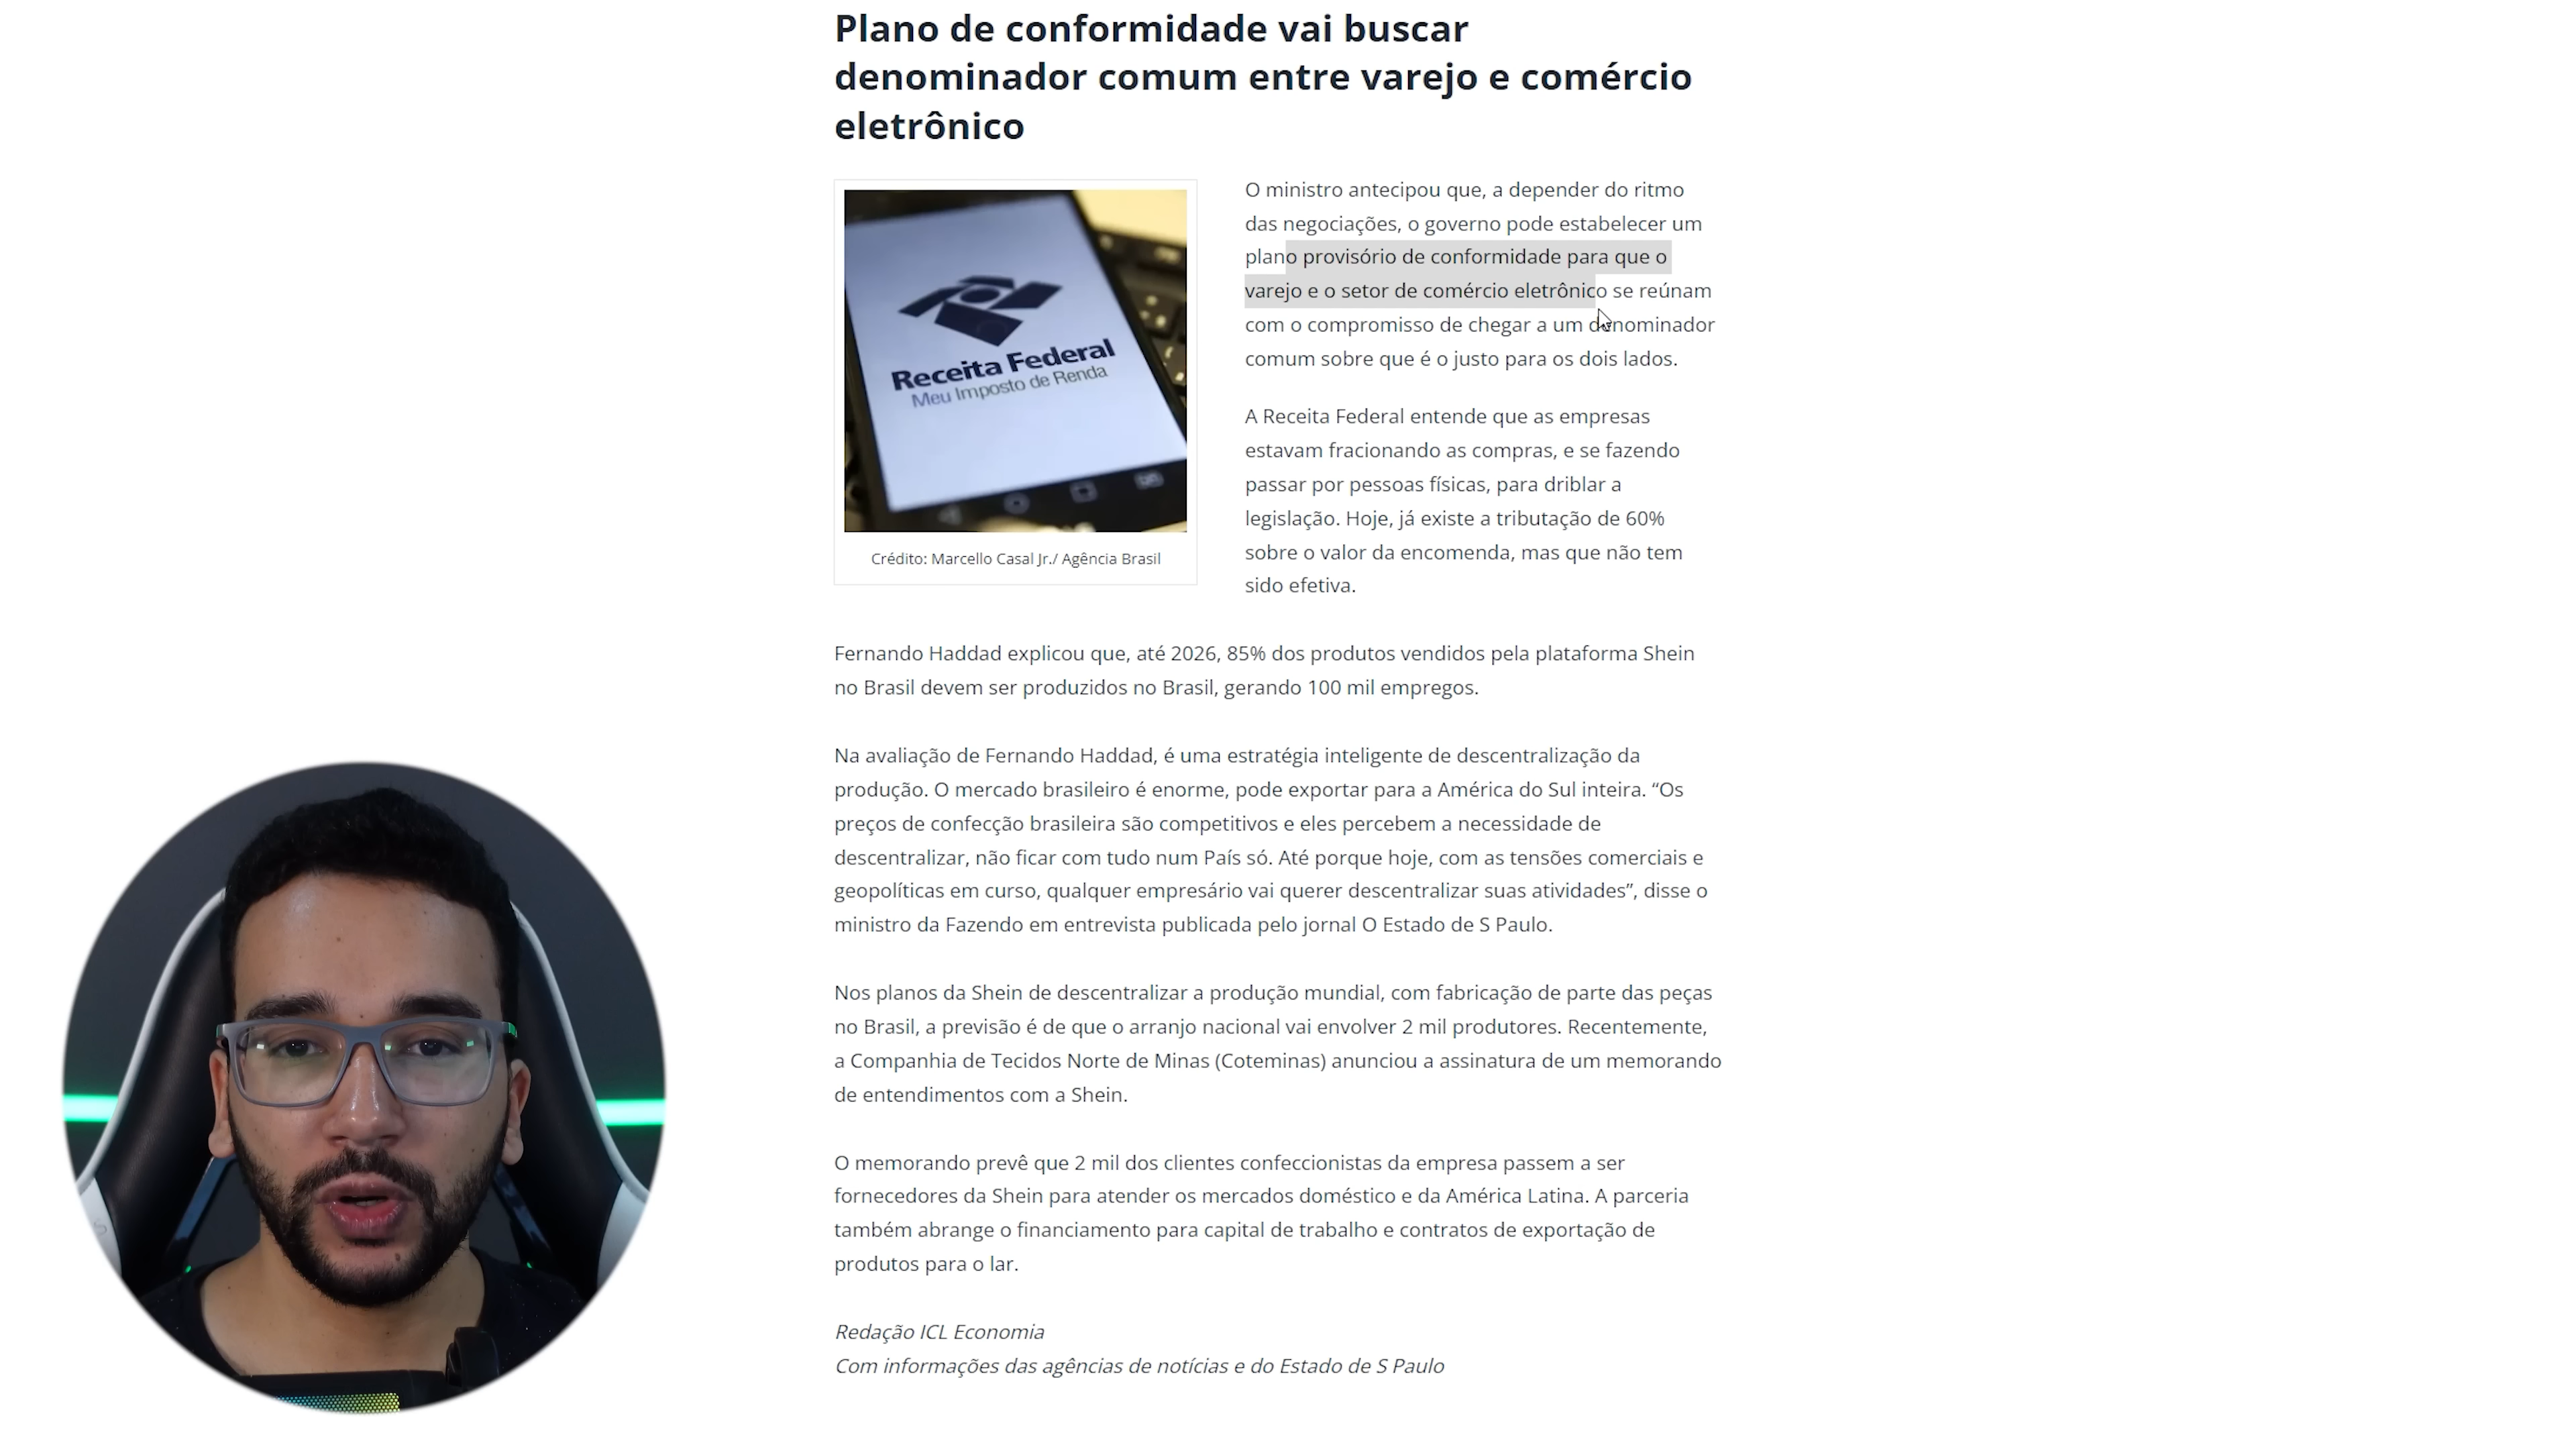 Plano de conformidade vai buscar
denominador comum entre varejo e comércio
eletrônico
Receita Federal
Meu Imposto de Renda
Crédito: Marcello Casal Jr./ Agência Brasil
O ministro antecipou que, a depender do ritmo
das negociações, o governo pode estabelecer um
plano provisório de conformidade para que o
varejo e o setor de comércio eletrônico se reúnam
com o compromisso de chegar a um denominador
comum sobre que é o justo para os dois lados.
A Receita Federal entende que as empresas
estavam fracionando as compras, e se fazendo
passar por pessoas físicas, para driblar a
legislação. Hoje, já existe a tributação de 60%
sobre o valor da encomenda, mas que não tem
sido efetiva.
Fernando Haddad explicou que, até 2026, 85% dos produtos vendidos pela plataforma Shein
no Brasil devem ser produzidos no Brasil, gerando 100 mil empregos.
Na avaliação de Fernando Haddad, é uma estratégia inteligente de descentralização da
produção. O mercado brasileiro é enorme, pode exportar para a América do Sul inteira. “Os
preços de confecção brasileira são competitivos e eles percebem a necessidade de
descentralizar, não ficar com tudo num País só. Até porque hoje, com as tensões comerciais e
geopolíticas em curso, qualquer empresário vai querer descentralizar suas atividades”, disse o
ministro da Fazendo em entrevista publicada pelo jornal O Estado de S Paulo.
Nos planos da Shein de descentralizar a produção mundial, com fabricação de parte das peças
no Brasil, a previsão é de que o arranjo nacional vai envolver 2 mil produtores. Recentemente,
a Companhia de Tecidos Norte de Minas (Coteminas) anunciou a assinatura de um memorando
de entendimentos com a Shein.
O memorando prevê que 2 mil dos clientes confeccionistas da empresa passem a ser
fornecedores da Shein para atender os mercados doméstico e da América Latina. A parceria
também abrange o financiamento para capital de trabalho e contratos de exportação de
produtos para o lar.
Redação ICL Economia
Com informações das agências de notícias e do Estado de S Paulo